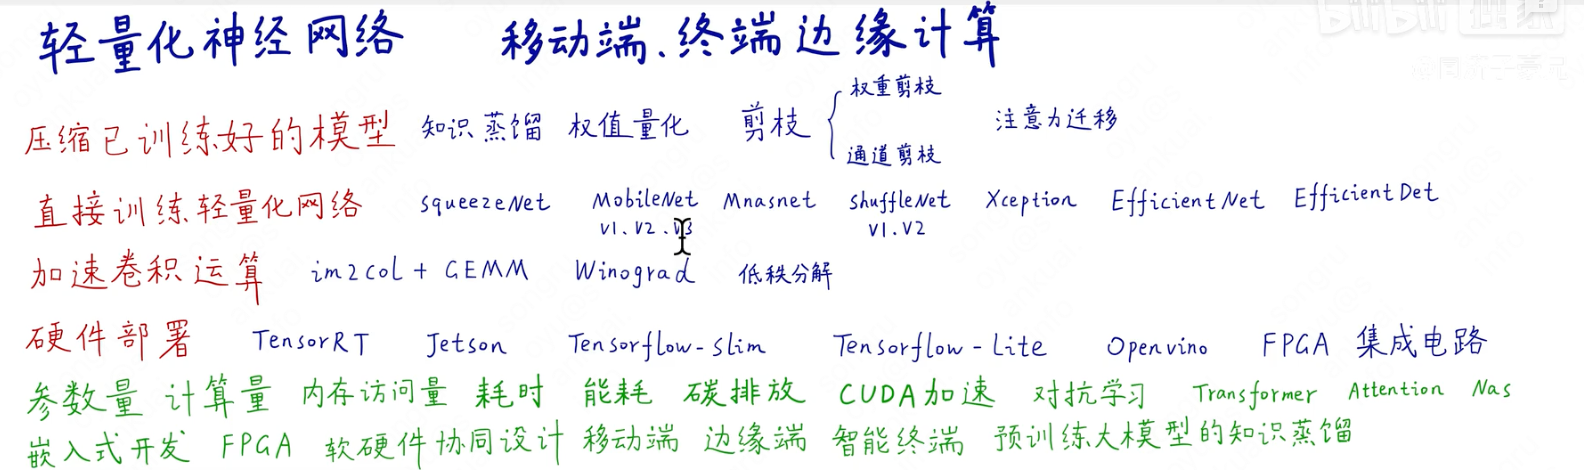 bilibili
轻量化神经网络 移动端、终端边缘计算
权重剪枝
压缩已训练好的模型 知识蒸馏 权值量化 剪枝 注意力迁移
通道剪枝
直接训练轻量化网络 squeezeNet MobileNet Mnasnet shuffleNet Xception EfficientNet EfficientDet
V1、V2、V3 V1、V2
加速卷积运算 im2col + GEMM Winograd 低秩分解
硬件部署 TensorRT Jetson Tensorflow-Slim Tensorflow-Lite Openvino FPGA 集成电路
参数量 计算量 内存访问量 耗时 能耗 碳排放 CUDA加速 对抗学习 Transformer Attention Nas
嵌入式开发 FPGA 软硬件协同设计 移动端 边缘端 智能终端 预训练大模型的知识蒸馏